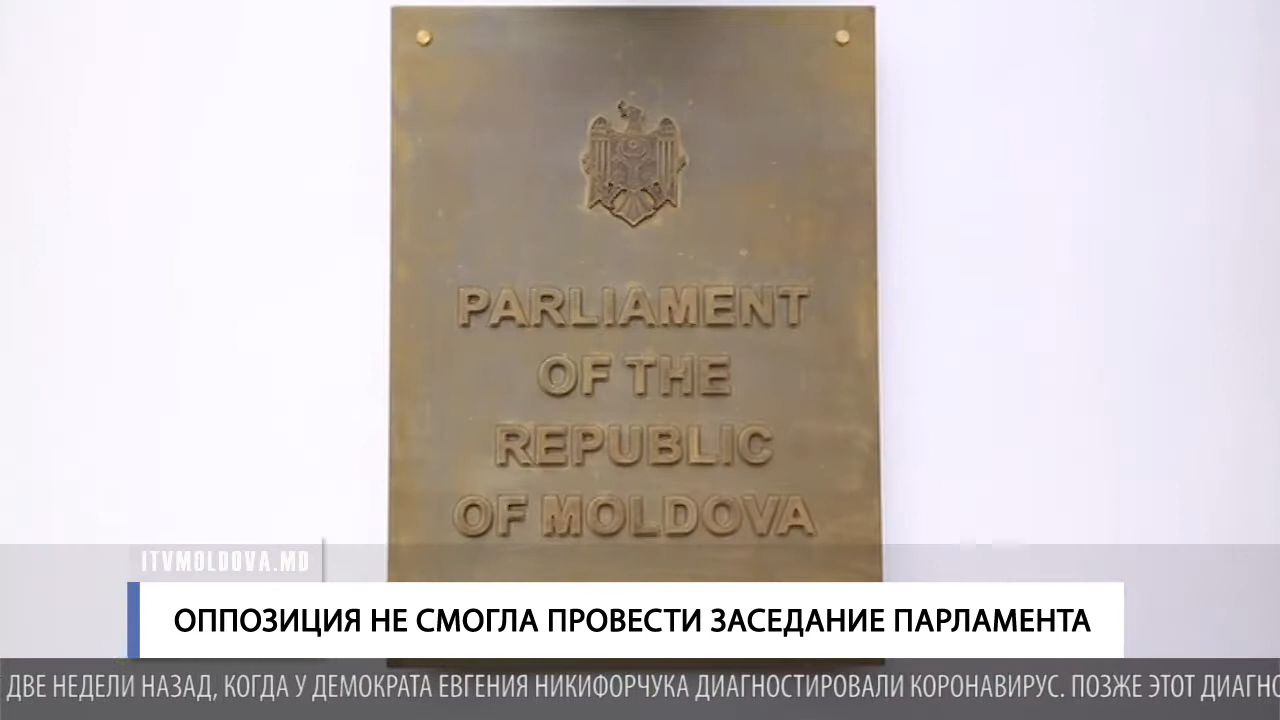 PARLIAMENT
OF THE
REPUBLIC
OF MOLDOVA
ITVMOLDOVA.MD
ОППОЗИЦИЯ НЕ СМОГЛА ПРОВЕСТИ ЗАСЕДАНИЕ ПАРЛАМЕНТА
ДВЕ НЕДЕЛИ НАЗАД, КОГДА У ДЕМОКРАТА ЕВГЕНИЯ НИКИФОРЧУКА ДИАГНОСТИРОВАЛИ КОРОНАВИРУС. ПОЗЖЕ ЭТОТ ДИАГНО